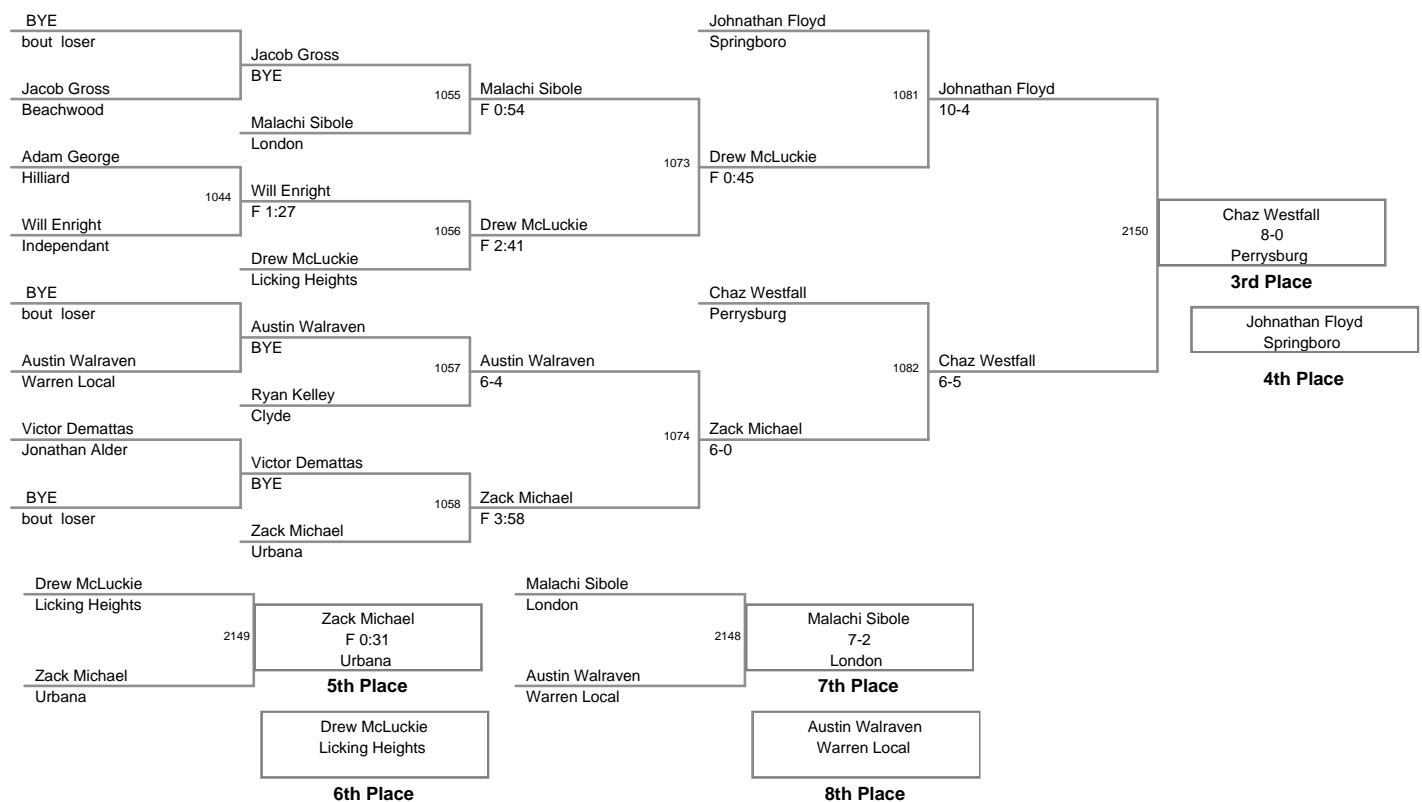 BYE
bout loser
Jacob Gross
Beachwood
Adam George
Hilliard
1044
Will Enright
Independant
BYE
bout loser
Austin Walraven
Warren Local
Victor Demattas
Jonathan Alder
BYE
bout loser
Jacob Gross
BYE
1055
Malachi Sibole
London
Will Enright
F 1:27
1056
Drew McLuckie
Licking Heights
Austin Walraven
BYE
1057
Ryan Kelley
Clyde
Victor Demattas
BYE
1058
Zack Michael
Urbana
Malachi Sibole
F 0:54
1073
Drew McLuckie
F 2:41
Austin Walraven
6-4
1074
Zack Michael
F 3:58
Johnathan Floyd
Springboro
1081
Drew McLuckie
F 0:45
Chaz Westfall
Perrysburg
1082
Zack Michael
6-0
Johnathan Floyd
10-4
2150
Chaz Westfall
6-5
Chaz Westfall
8-0
Perrysburg
3rd Place
Johnathan Floyd
Springboro
4th Place
Drew McLuckie
Licking Heights
2149
Zack Michael
Urbana
Zack Michael
F 0:31
Urbana
5th Place
Drew McLuckie
Licking Heights
6th Place
Malachi Sibole
London
2148
Austin Walraven
Warren Local
Malachi Sibole
7-2
London
7th Place
Austin Walraven
Warren Local
8th Place